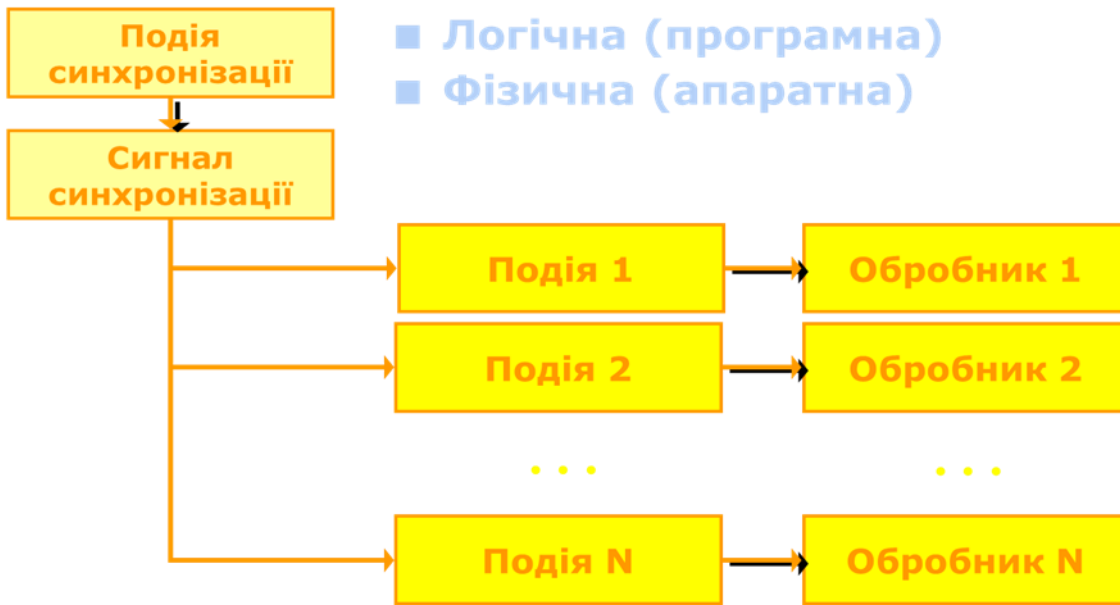 Подія
синхронізації
■ Логічна (програмна)
■ Фізична (апаратна)
Сигнал
синхронізації
Подія 1
Обробник 1
Подія 2
Обробник 2
. . .
. . .
Подія N
Обробник N